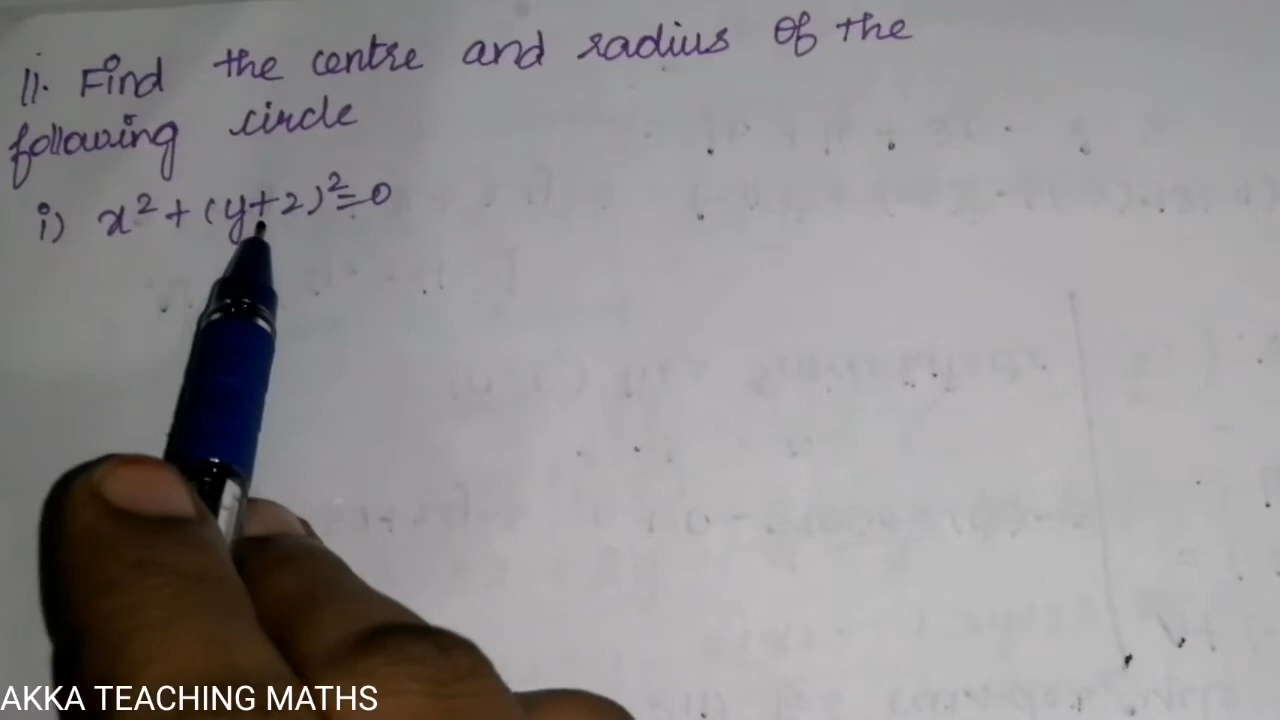 11. Find the centre and radius of the
following circle
i) x² + (y+2)² = 0
AKKA TEACHING MATHS